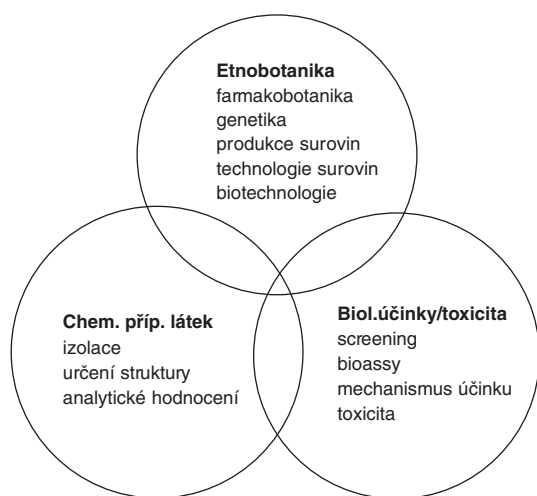 Etnobotanika
farmakobotanika
genetika
produkce surovin
technologie surovin
biotechnologie
Chem. příp. látek
izolace
určení struktury
analytické hodnocení
Biol.účinky/toxicita
screening
bioassy
mechanismus účinku
toxicita